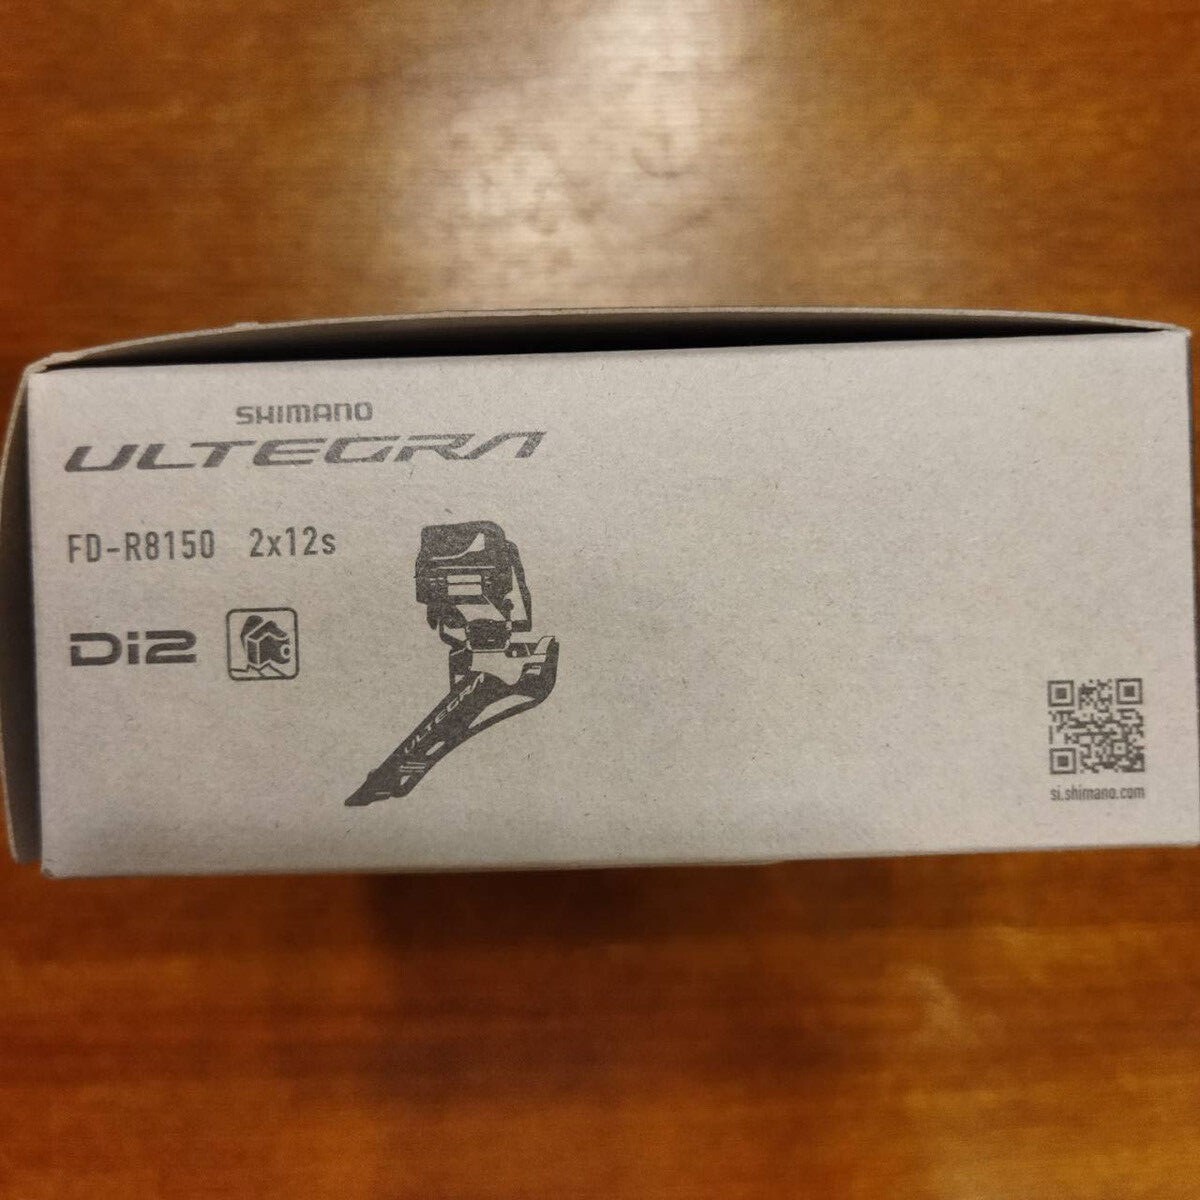 SHIMANO
ULTEGRA
FD-R8150 2x12s
Di2
ULTEGRA
si.shimano.com